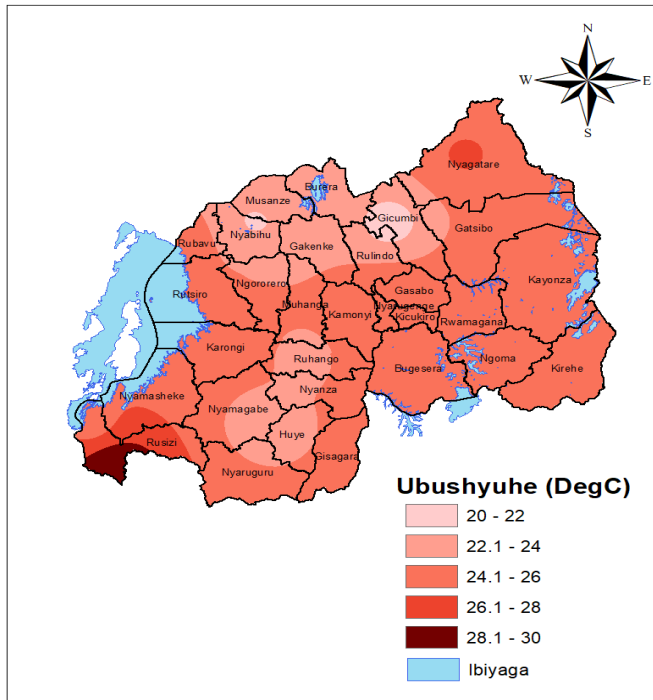 N
W E
S
Nyagatare
Burera
Musanze
Gicumbi
Nyabihu
Gatsibo
Rubavu
Gakenke
Rulindo
Kayonza
Ngororero
Gasabo
Rutsiro
Muhanga
Nyarugenge
Kamonyi
Kicukiro
Rwamagana
Karongi
Ruhango
Ngoma
Bugesera
Kirehe
Nyamasheke
Nyanza
Nyamagabe
Huye
Rusizi
Gisagara
Nyaruguru
Ubushyuhe (DegC)
20 - 22
22.1 - 24
24.1 - 26
26.1 - 28
28.1 - 30
Ibiyaga